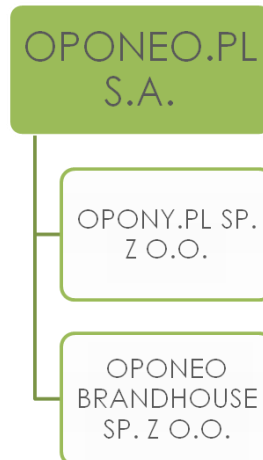 OPONEO.PL
S.A.
OPONY.PL SP.
Z O.O.
OPONEO
BRANDHOUSE
SP. Z O.O.